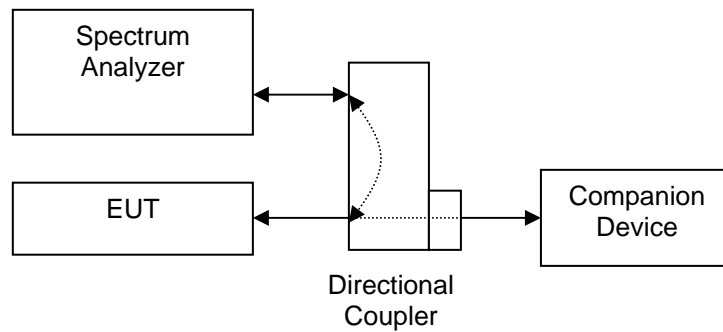 Spectrum
Analyzer
EUT
Companion
Device
Directional
Coupler